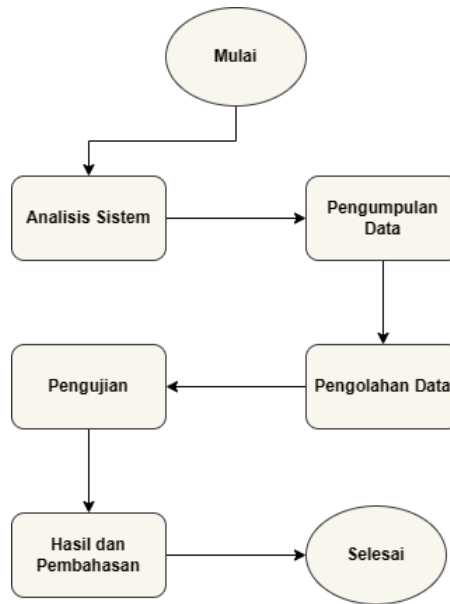 Mulai
Analisis Sistem
Pengumpulan
Data
Pengolahan Data
Pengujian
Hasil dan
Pembahasan
Selesai